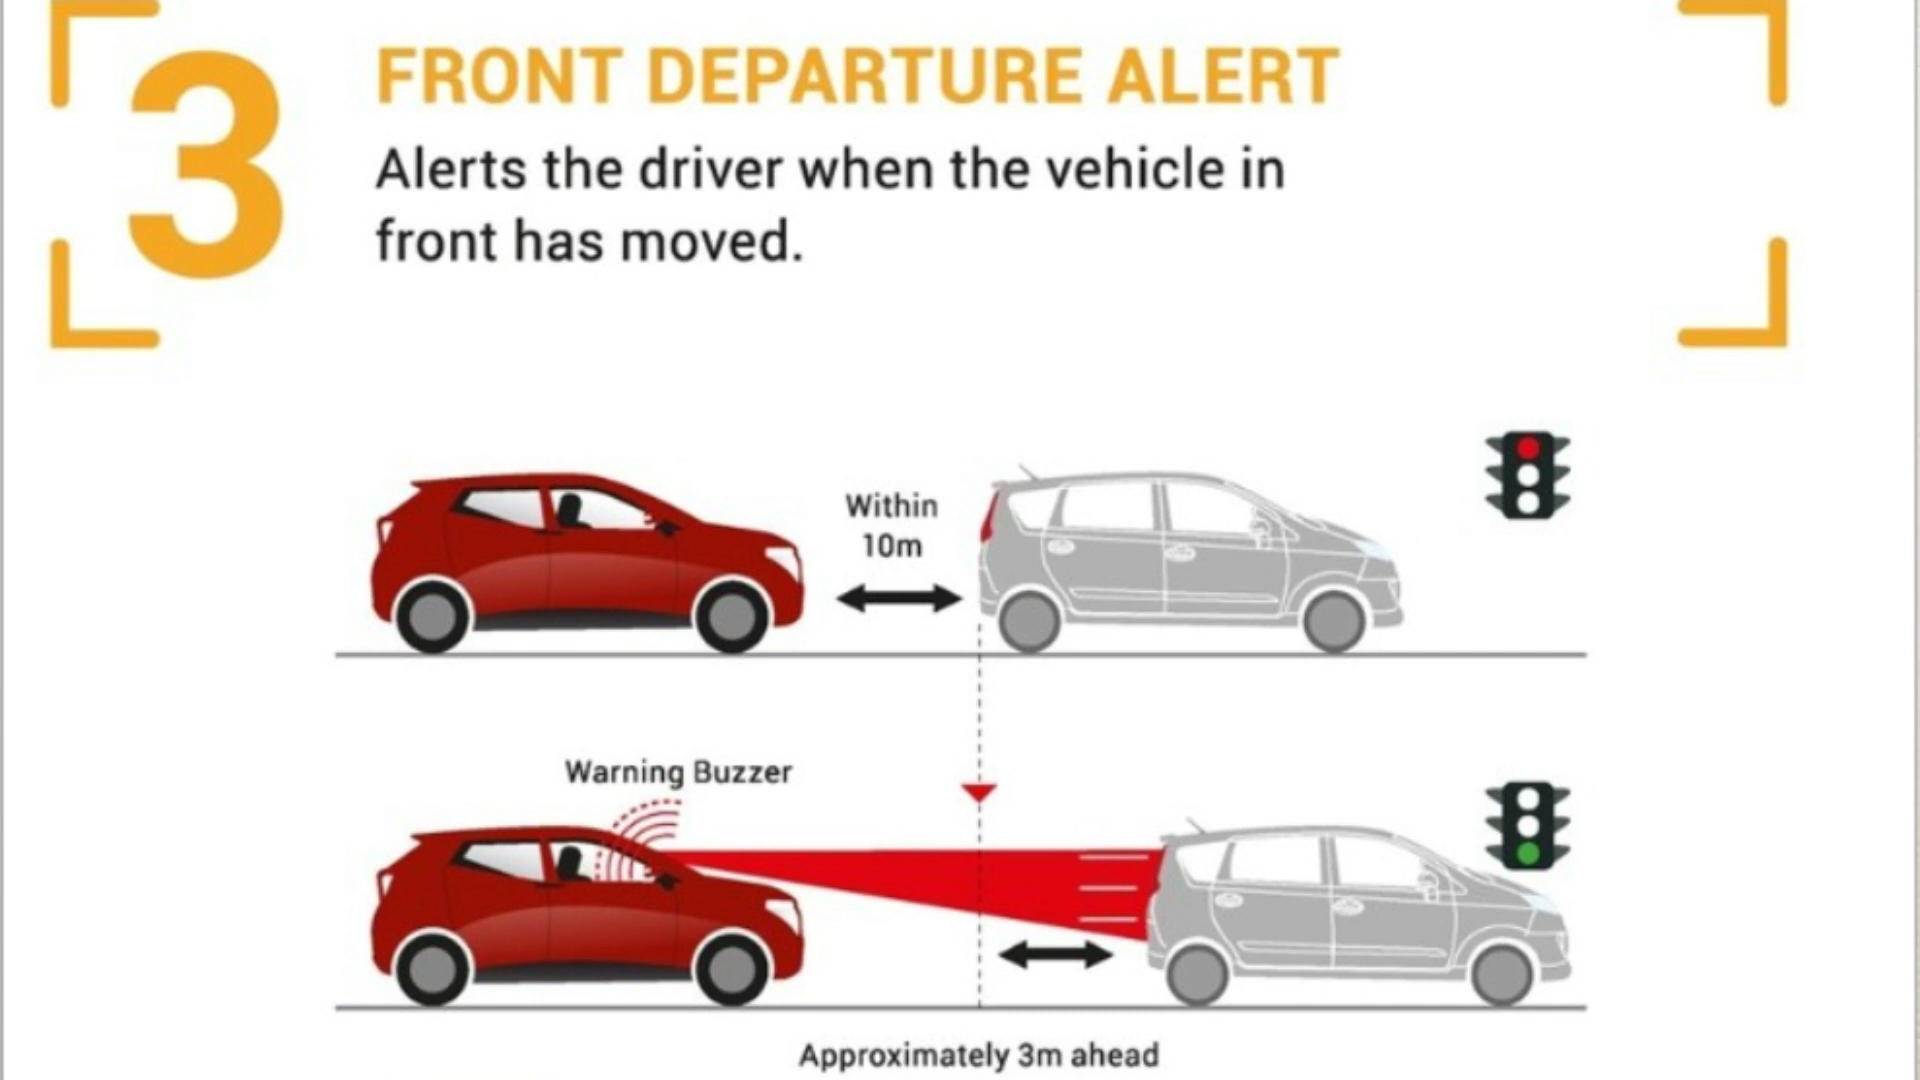 3
FRONT DEPARTURE ALERT
Alerts the driver when the vehicle in
front has moved.
Within
10m
Warning Buzzer
Approximately 3m ahead